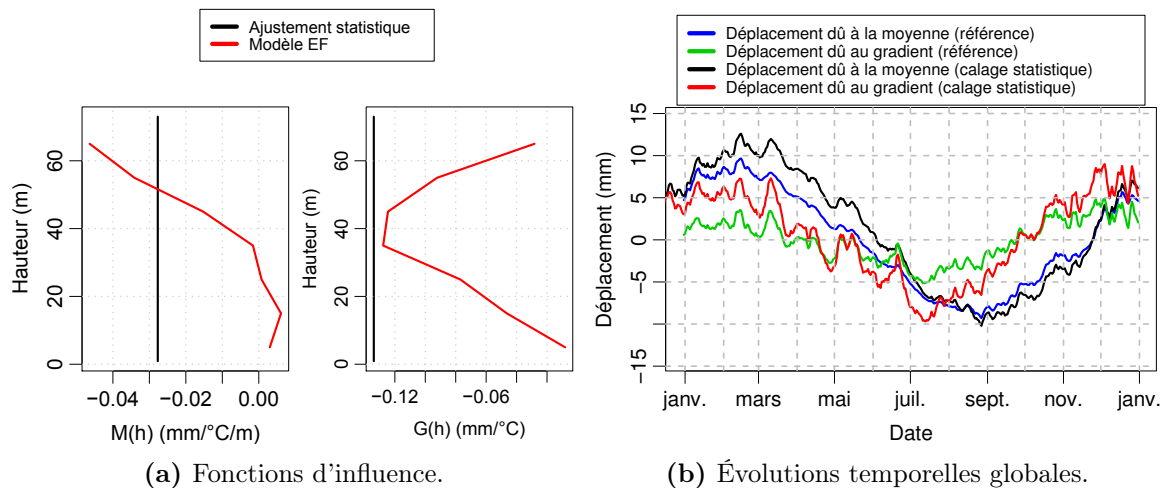 Ajustement statistique
Modèle EF
Hauteur (m)
0 20 40 60
−0.04 −0.02 0.00
M(h) (mm/°C/m)
Hauteur (m)
0 20 40 60
−0.12 −0.06
G(h) (mm/°C)
(a) Fonctions d'influence.
Déplacement dû à la moyenne (référence)
Déplacement dû au gradient (référence)
Déplacement dû à la moyenne (calage statistique)
Déplacement dû au gradient (calage statistique)
Déplacement (mm)
−15 −5 0 5 10 15
janv. mars mai juil. sept. nov. janv.
Date
(b) Évolutions temporelles globales.